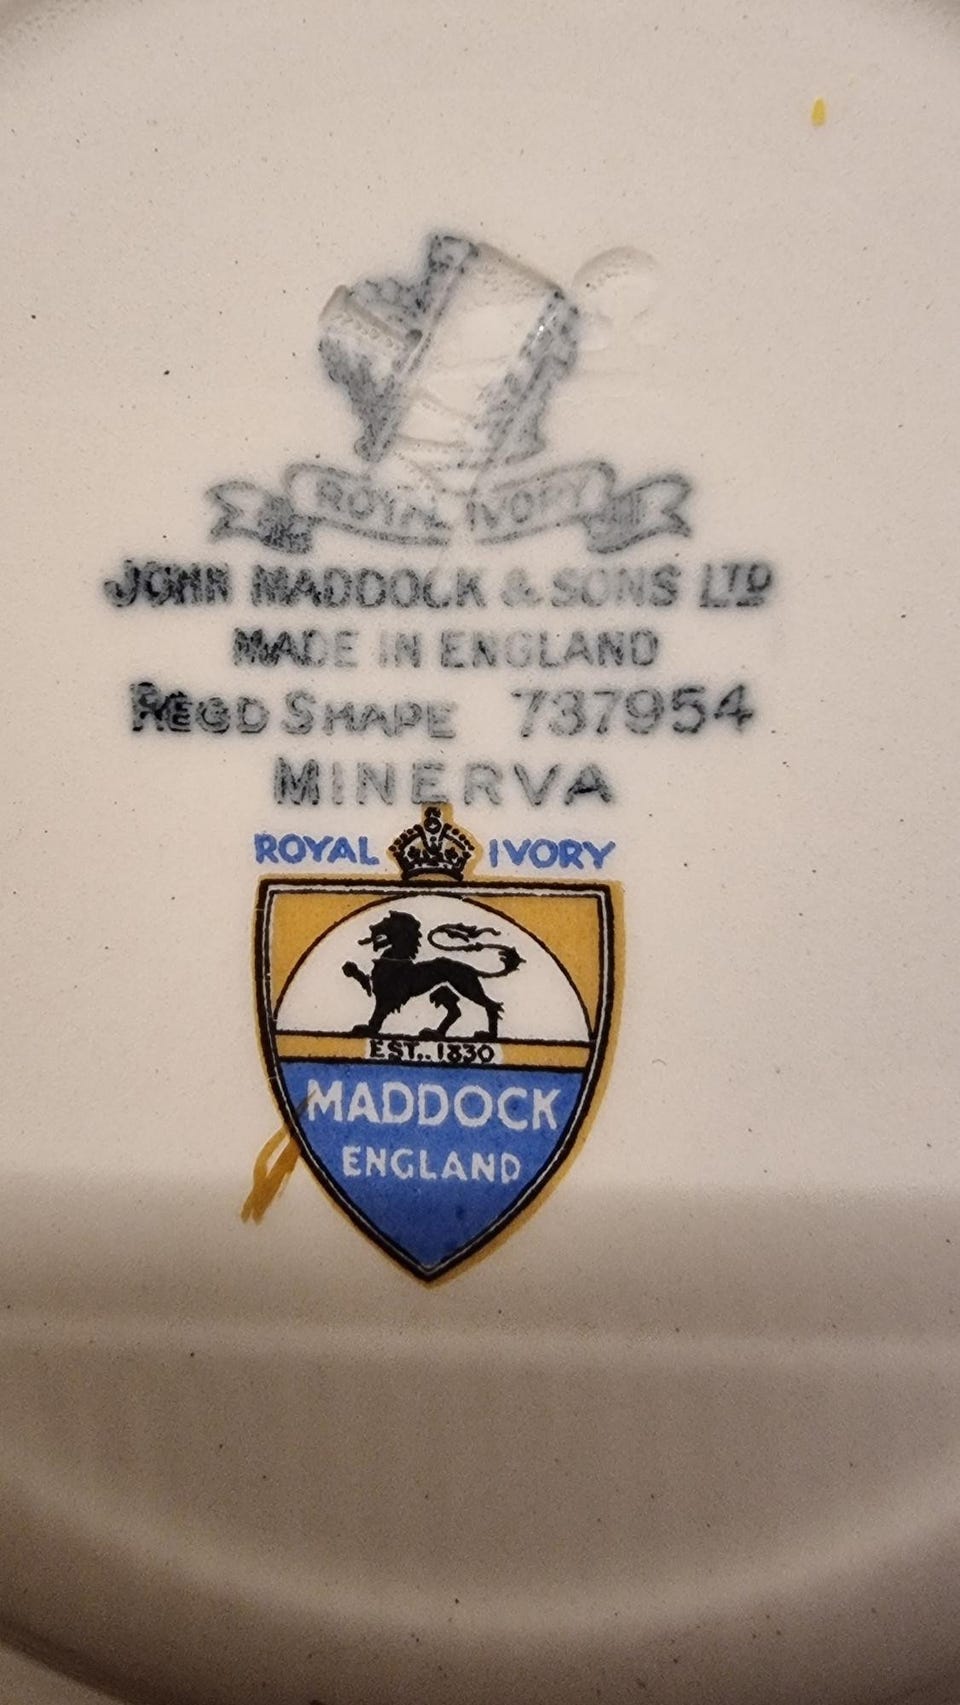 ROYAL IVORY
JOHN MADDOCK & SONS LTD
MADE IN ENGLAND
REGD SHAPE 737954
MINERVA
ROYAL IVORY
EST.. 1830
MADDOCK
ENGLAND